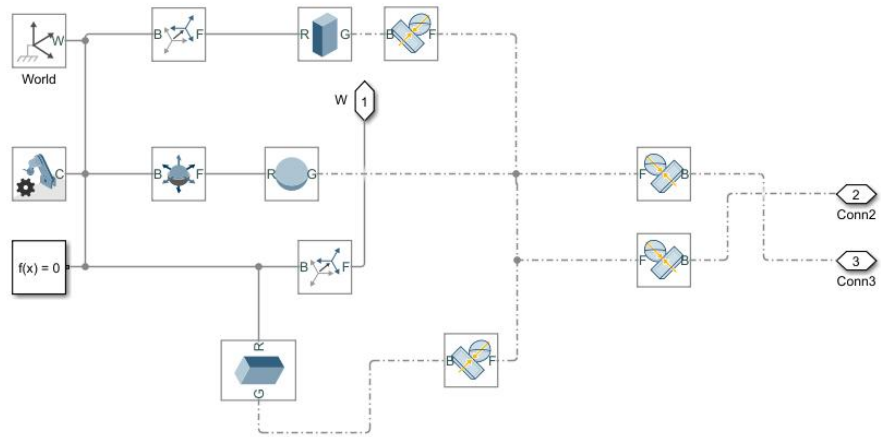 W
World
B F
R G
B F
W
1
C
B F
R G
F B
2
Conn2
f(x) = 0
B F
F B
3
Conn3
R
B F
G